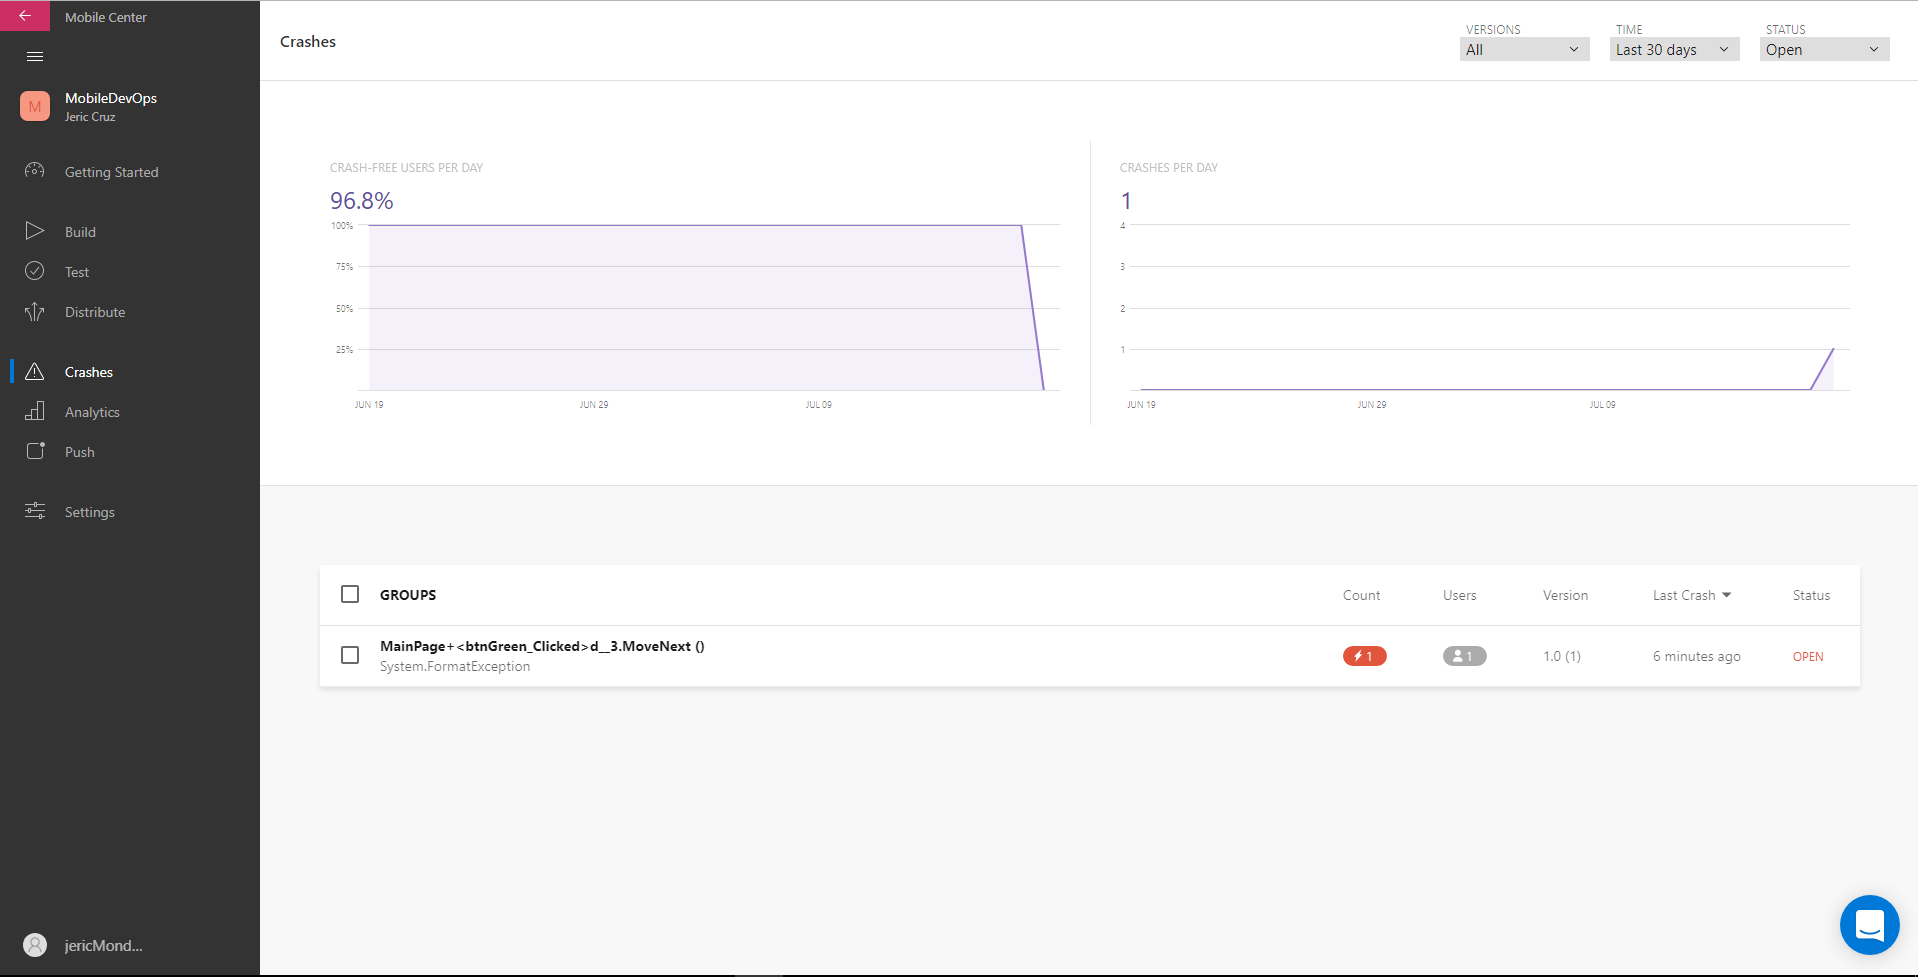 Mobile Center
MobileDevOps
Jeric Cruz
M
Getting Started
Build
Test
Distribute
Crashes
Analytics
Push
Settings
jericMond...
Crashes
VERSIONS
All
TIME
Last 30 days
STATUS
Open
CRASH-FREE USERS PER DAY
96.8%
100%
75%
50%
25%
JUN 19 JUN 29 JUL 09
CRASHES PER DAY
1
4
3
2
1
JUN 19 JUN 29 JUL 09
GROUPS Count Users Version Last Crash Status
MainPage+<btnGreen_Clicked>d__3.MoveNext () 1 1 1.0 (1) 6 minutes ago OPEN
System.FormatException